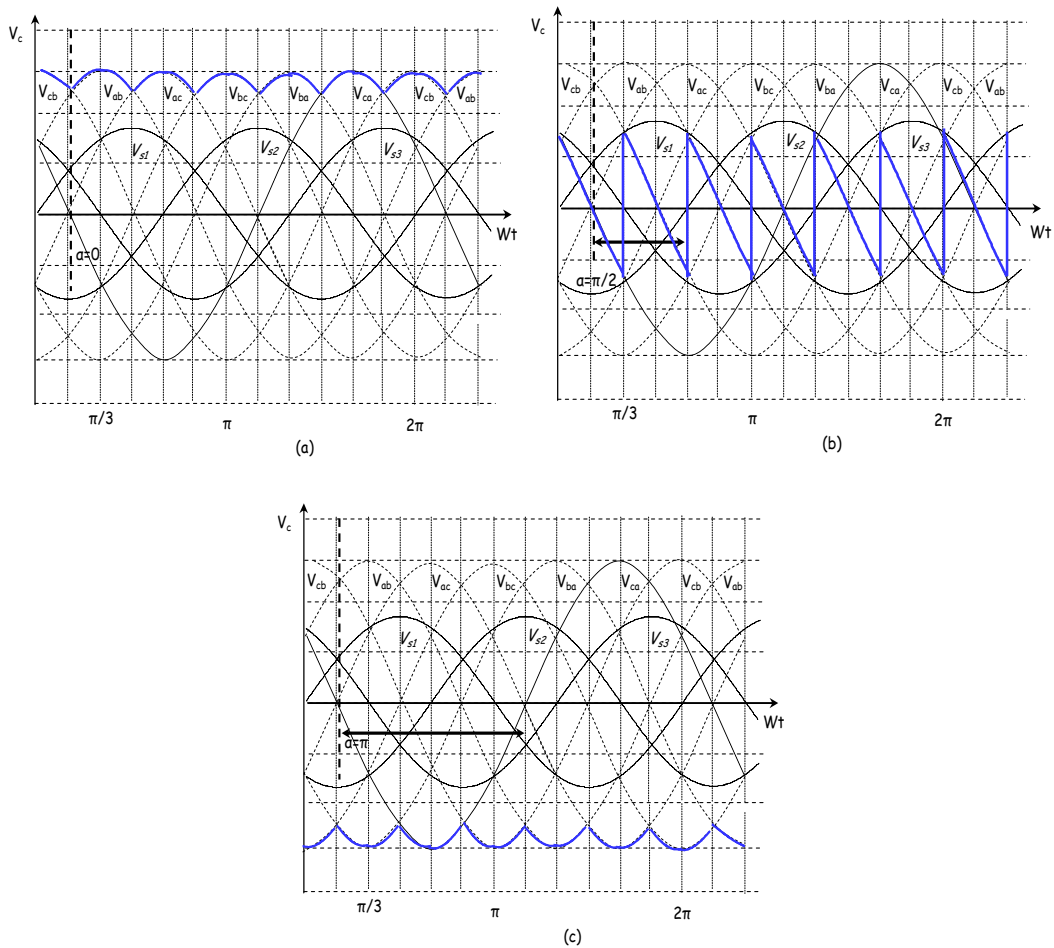 V_c
V_cb V_ab V_ac V_bc V_ba V_ca V_cb V_ab
V_s1 V_s2 V_s3
Wt
a=0
π/3 π 2π
(a)
V_c
V_cb V_ab V_ac V_bc V_ba V_ca V_cb V_ab
V_s1 V_s2 V_s3
Wt
a=π/2
π/3 π 2π
(b)
V_c
V_cb V_ab V_ac V_bc V_ba V_ca V_cb V_ab
V_s1 V_s2 V_s3
Wt
a=π
π/3 π 2π
(c)